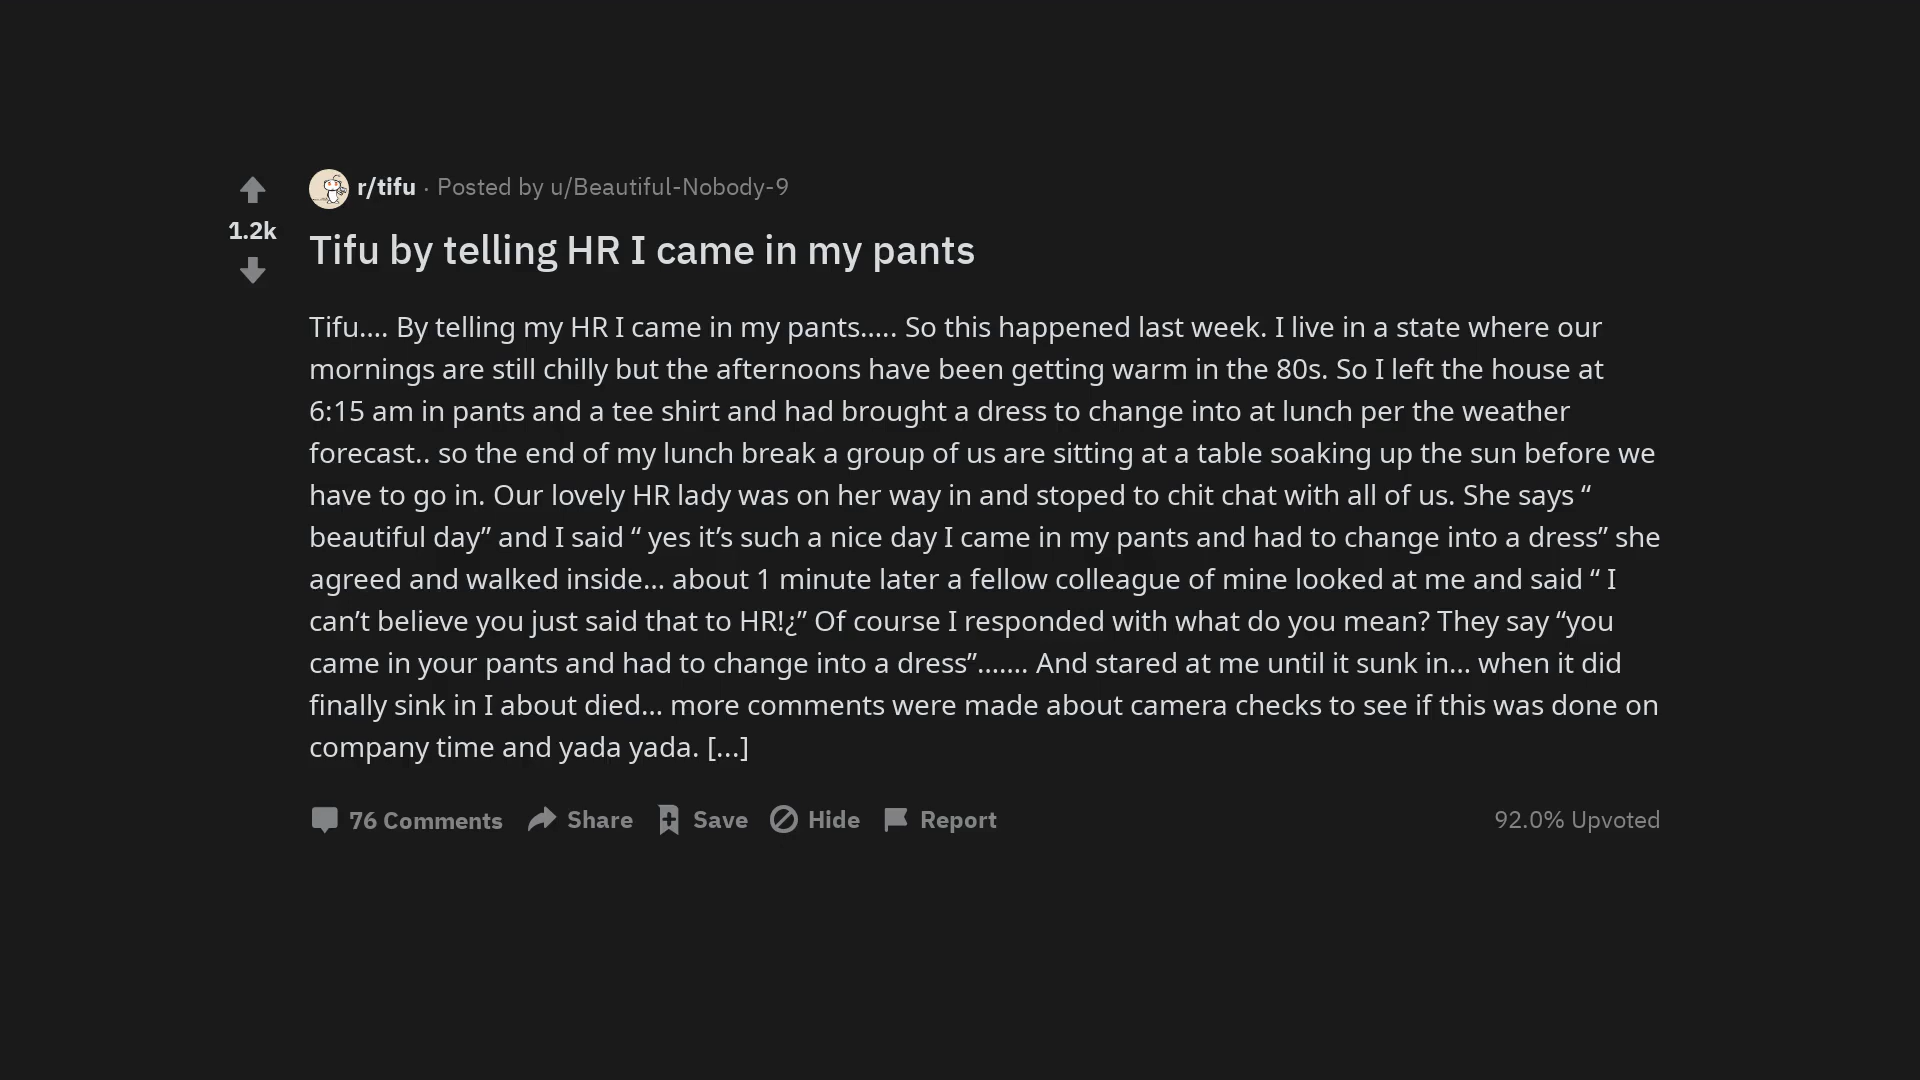 r/tifu · Posted by u/Beautiful-Nobody-9
1.2k
Tifu by telling HR I came in my pants
Tifu.... By telling my HR I came in my pants..... So this happened last week. I live in a state where our
mornings are still chilly but the afternoons have been getting warm in the 80s. So I left the house at
6:15 am in pants and a tee shirt and had brought a dress to change into at lunch per the weather
forecast.. so the end of my lunch break a group of us are sitting at a table soaking up the sun before we
have to go in. Our lovely HR lady was on her way in and stoped to chit chat with all of us. She says “
beautiful day” and I said “ yes it’s such a nice day I came in my pants and had to change into a dress” she
agreed and walked inside... about 1 minute later a fellow colleague of mine looked at me and said “ I
can’t believe you just said that to HR!¿” Of course I responded with what do you mean? They say “you
came in your pants and had to change into a dress”....... And stared at me until it sunk in... when it did
finally sink in I about died... more comments were made about camera checks to see if this was done on
company time and yada yada. [...]
76 Comments Share Save Hide Report 92.0% Upvoted